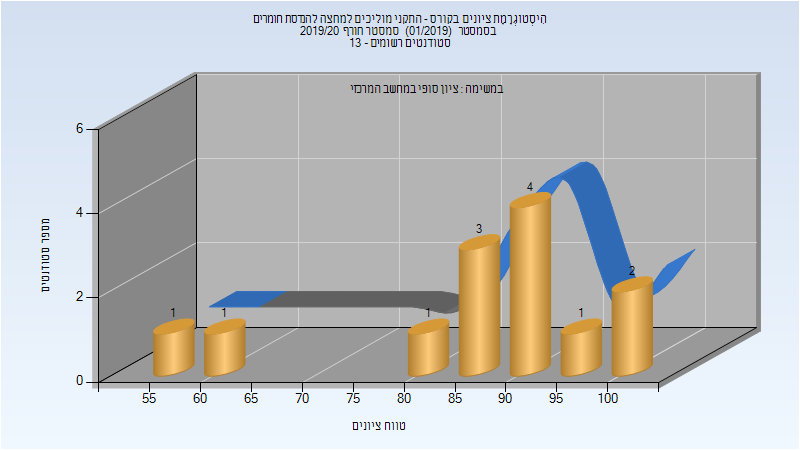 היסטוגרמת ציונים בקורס - התקני מוליכים למחצה להנדסת חומרים
בסמסטר (01/2019) סמסטר חורף 2019/20
סטודנטים רשומים - 13
במשימה : ציון סופי במחשב המרכזי
6
4
2
0
מספר סטודנטים
1
1
1
3
4
1
2
55 60 65 70 75 80 85 90 95 100
טווח ציונים